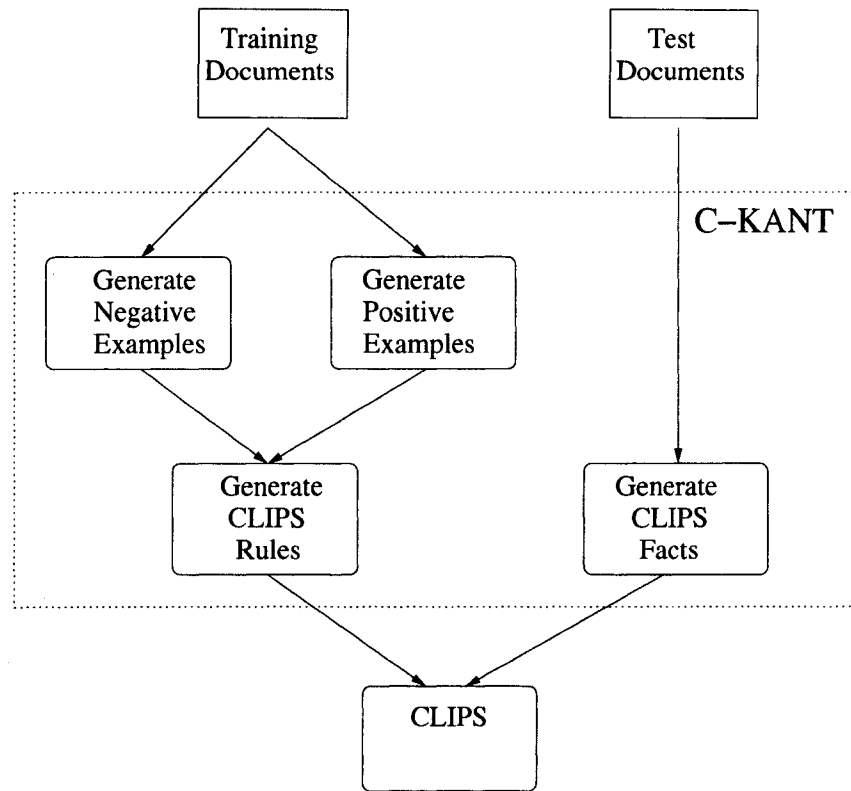 Training
Documents
Test
Documents
C–KANT
Generate
Negative
Examples
Generate
Positive
Examples
Generate
CLIPS
Rules
Generate
CLIPS
Facts
CLIPS